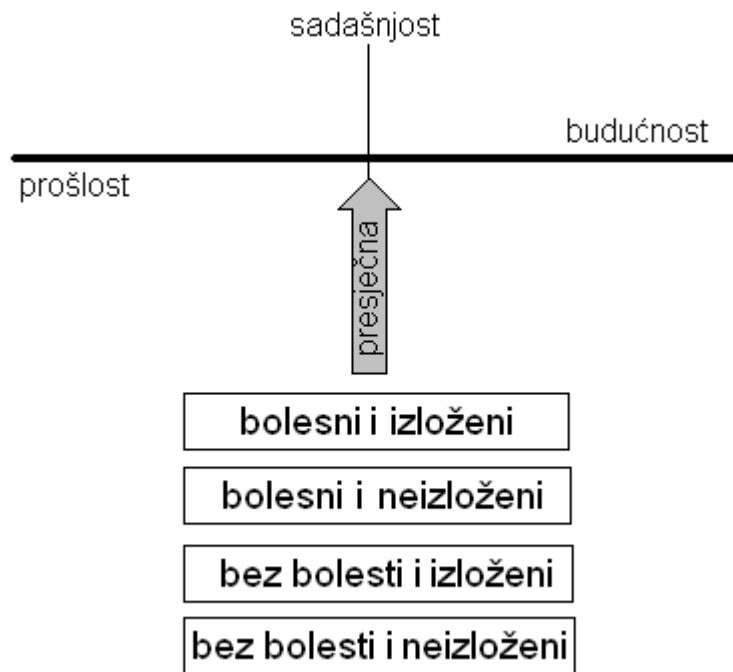 sadašnjost
budućnost
prošlost
presječna
bolesni i izloženi
bolesni i neizloženi
bez bolesti i izloženi
bez bolesti i neizloženi